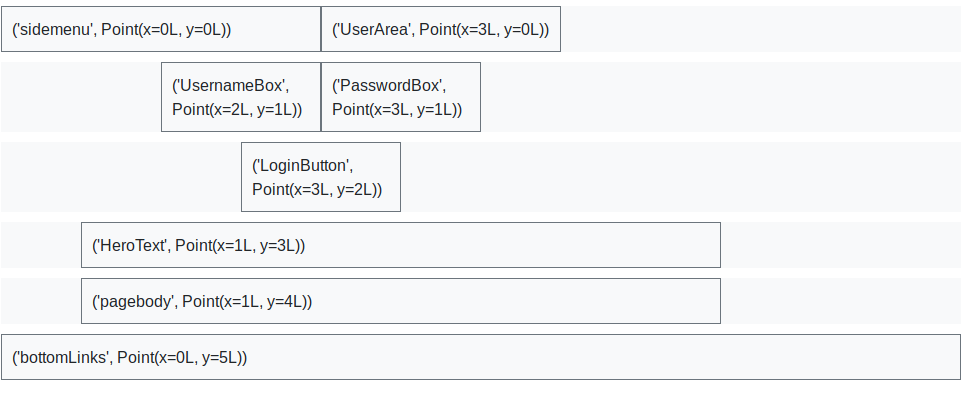 ('sidemenu', Point(x=0L, y=0L))
('UserArea', Point(x=3L, y=0L))
('UsernameBox',
Point(x=2L, y=1L))
('PasswordBox',
Point(x=3L, y=1L))
('LoginButton',
Point(x=3L, y=2L))
('HeroText', Point(x=1L, y=3L))
('pagebody', Point(x=1L, y=4L))
('bottomLinks', Point(x=0L, y=5L))